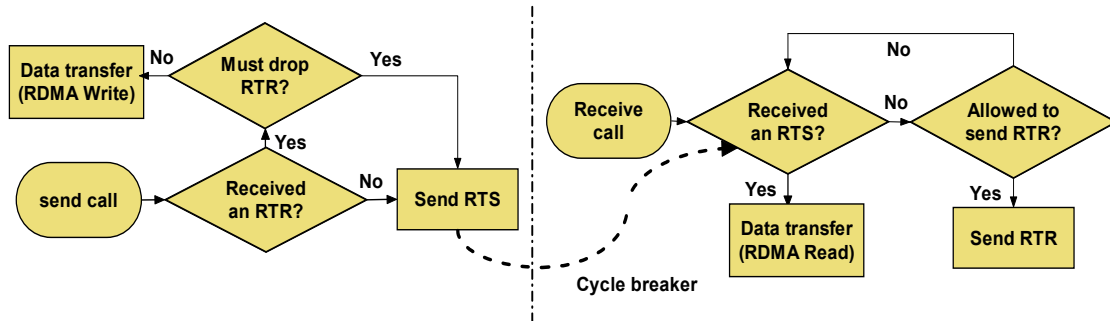 No
Must drop
RTR?
Yes
Data transfer
(RDMA Write)
Yes
send call
Received
an RTR?
No
Send RTS
No
Receive
call
Received
an RTS?
No
Allowed to
send RTR?
Yes
Yes
Data transfer
(RDMA Read)
Send RTR
Cycle breaker